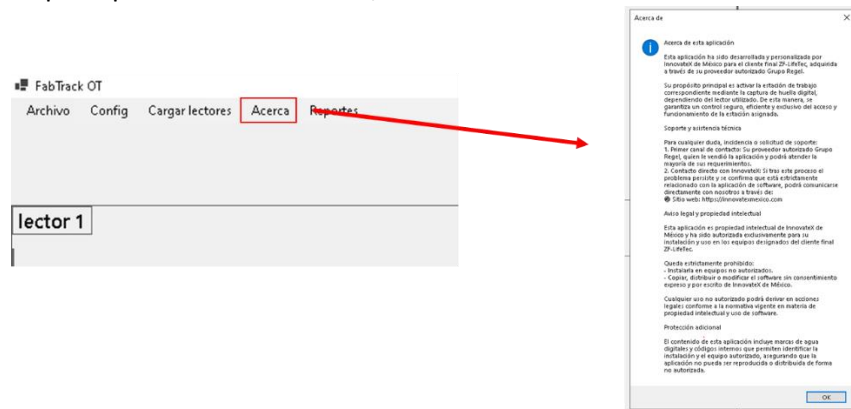 FabTrack OT
Archivo Config Cargar lectores Acerca Reportes
lector 1
Acerca de
Acerca de esta aplicación
Esta aplicación ha sido desarrollada y personalizada por
InnovateX de México para el cliente final ZF-LifeTec, adquirida
a través de su proveedor autorizado Grupo Regel.
Su propósito principal es activar la estación de trabajo
correspondiente mediante la captura de huella digital,
dependiendo del lector utilizado. De esta manera, se
garantiza un control seguro, eficiente y exclusivo del acceso y
funcionamiento de la estación asignada.
Soporte y asistencia técnica
Para cualquier duda, incidencia o solicitud de soporte:
1. Primer canal de contacto: Su proveedor autorizado Grupo
Regel, quien le vendió la aplicación y podrá atender la
mayoría de sus requerimientos.
2. Contacto directo con InnovateX: Si tras este proceso el
problema persiste y se confirma que está estrictamente
relacionado con la aplicación de software, podrá comunicarse
directamente con nosotros a través de:
Sitio web: https://innovatexmexico.com
Aviso legal y propiedad intelectual
Esta aplicación es propiedad intelectual de InnovateX de
México y ha sido autorizada exclusivamente para su
instalación y uso en los equipos designados del cliente final
ZF-LifeTec.
Queda estrictamente prohibido:
- Instalarla en equipos no autorizados.
- Copiar, distribuir o modificar el software sin consentimiento
expreso y por escrito de InnovateX de México.
Cualquier uso no autorizado podrá derivar en acciones
legales conforme a la normativa vigente en materia de
propiedad intelectual y uso de software.
Protección adicional
El contenido de esta aplicación incluye marcas de agua
digitales y códigos internos que permiten identificar la
instalación y el equipo autorizado, asegurando que la
aplicación no pueda ser reproducida o distribuida de forma
no autorizada.
OK